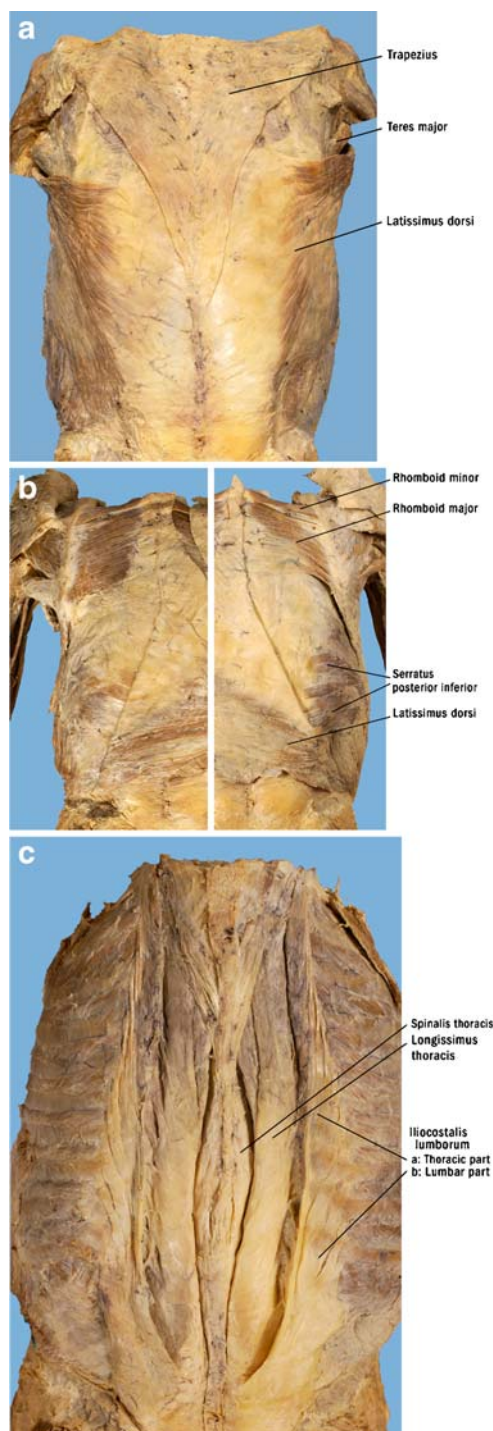 a
Trapezius
Teres major
Latissimus dorsi
b
Rhomboid minor
Rhomboid major
Serratus
posterior inferior
Latissimus dorsi
c
Spinalis thoracis
Longissimus
thoracis
Iliocostalis
lumborum
a: Thoracic part
b: Lumbar part